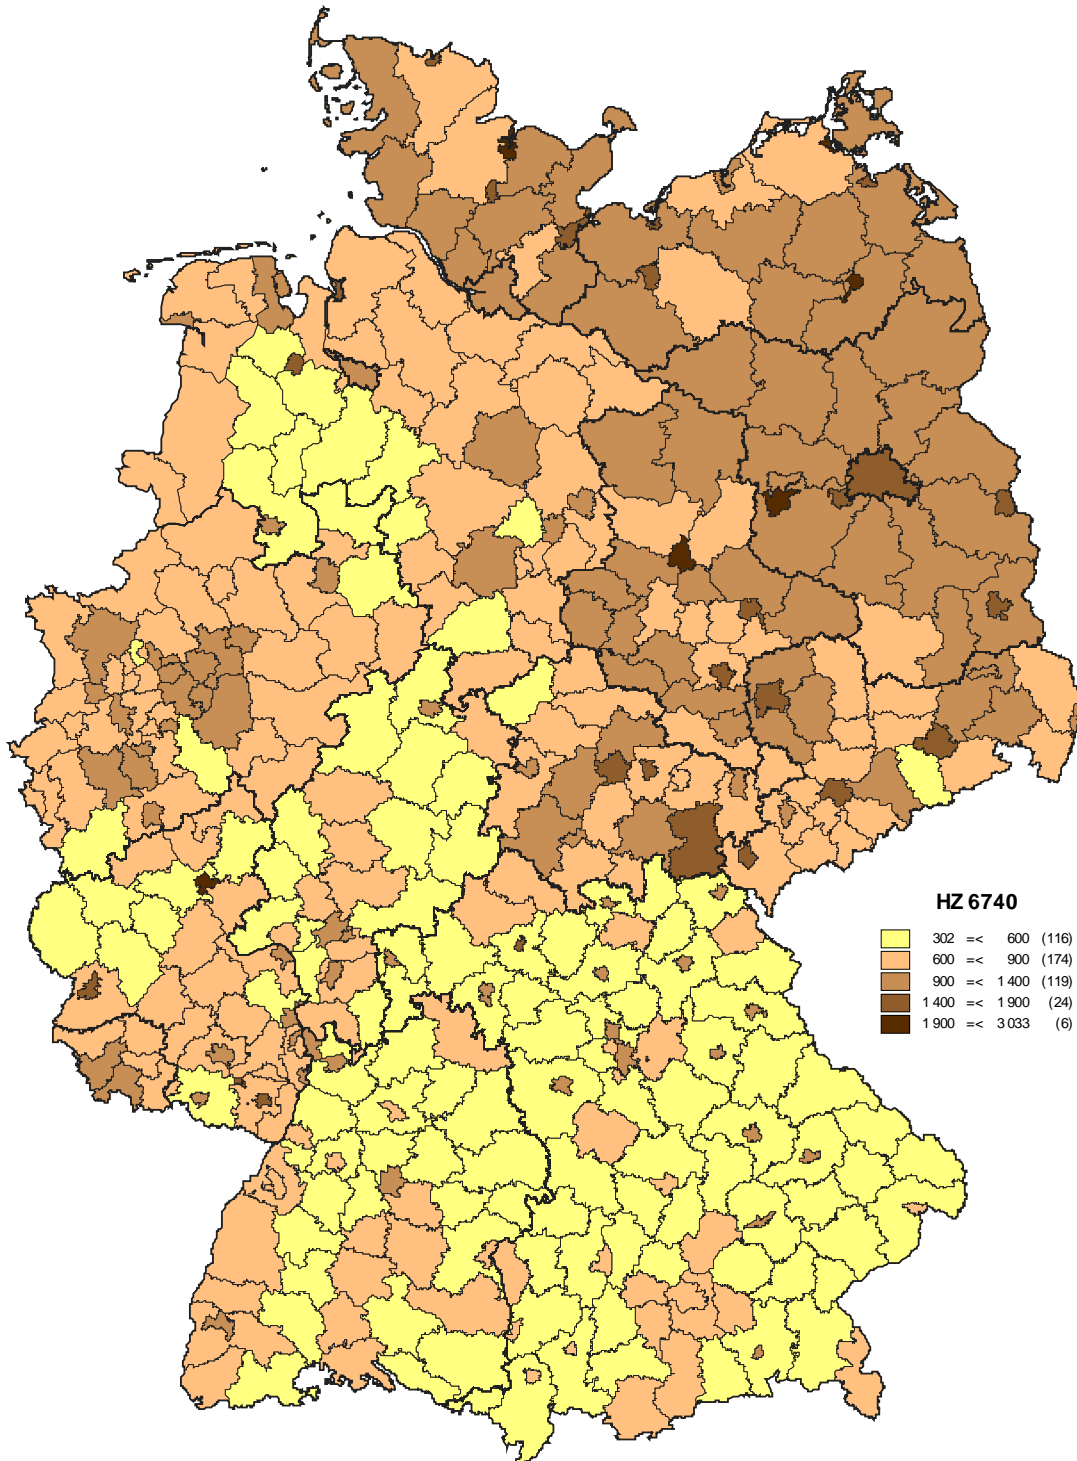 HZ 6740
302 =< 600 (116)
600 =< 900 (174)
900 =< 1 400 (119)
1 400 =< 1 900 (24)
1 900 =< 3 033 (6)